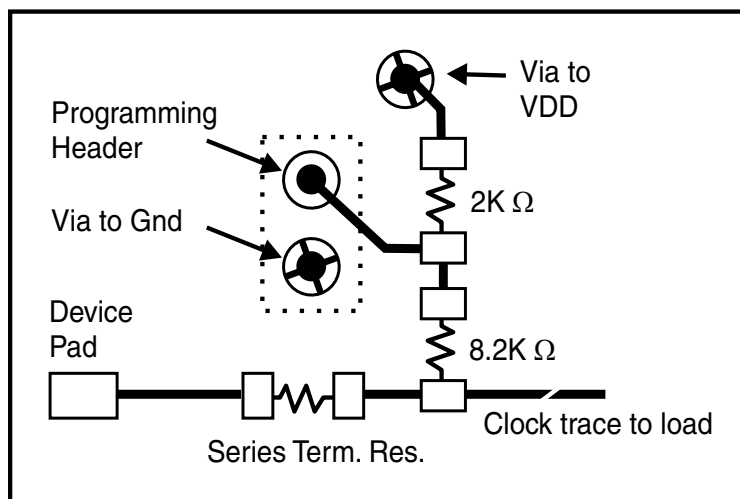 Via to
VDD
Programming
Header
2K Ω
Via to Gnd
Device
Pad
8.2K Ω
Clock trace to load
Series Term. Res.